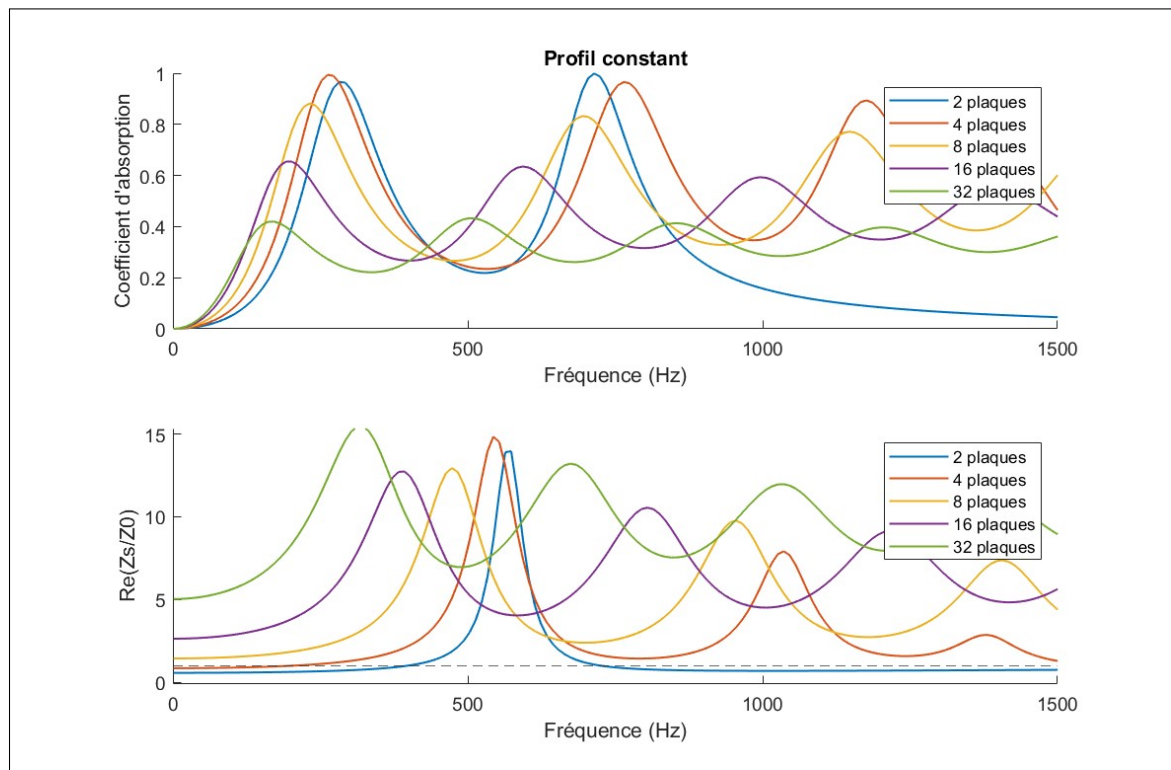 Profil constant
Coefficient d'absorption
1
0.8
0.6
0.4
0.2
0
0
500
1000
1500
Fréquence (Hz)
2 plaques
4 plaques
8 plaques
16 plaques
32 plaques
Re(Zs/Z0)
15
10
5
0
0
500
1000
1500
Fréquence (Hz)
2 plaques
4 plaques
8 plaques
16 plaques
32 plaques